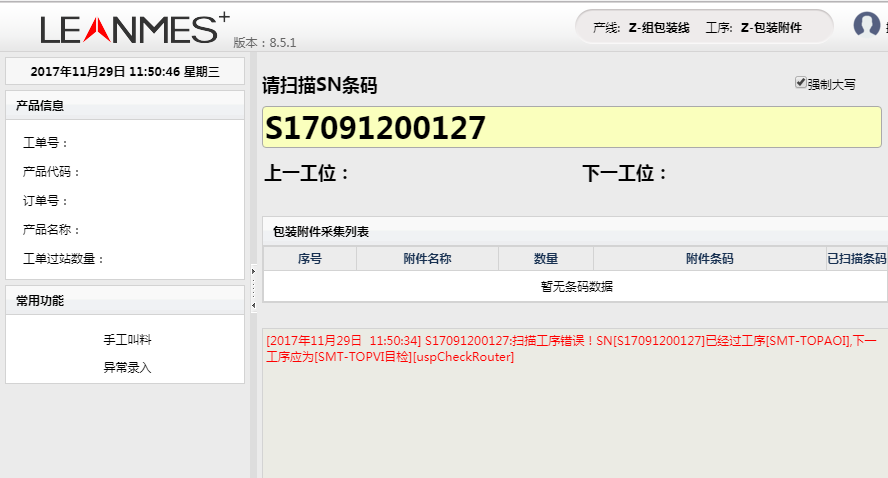 LEANMES+
版本：8.5.1
产线: Z-组包装线 工序: Z-包装附件
2017年11月29日 11:50:46 星期三
产品信息
工单号：
产品代码：
订单号：
产品名称：
工单过站数量：
常用功能
手工叫料
异常录入
请扫描SN条码
强制大写
S17091200127
上一工位： 下一工位：
包装附件采集列表
序号 附件名称 数量 附件条码 已扫描条码
暂无条码数据
[2017年11月29日 11:50:34] S17091200127:扫描工序错误！SN[S17091200127]已经过工序[SMT-TOPAOI],下一
工序应为[SMT-TOPVI目检][uspCheckRouter]